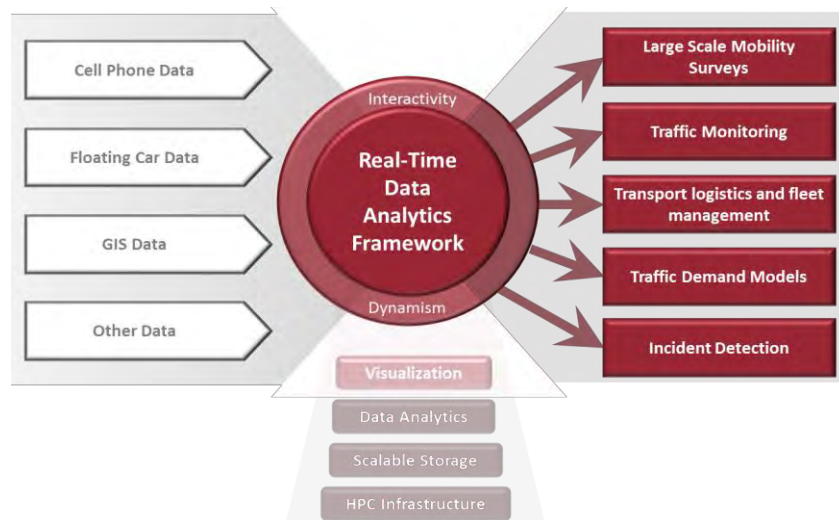 Cell Phone Data
Floating Car Data
GIS Data
Other Data
Interactivity
Real-Time
Data
Analytics
Framework
Dynamism
Large Scale Mobility
Surveys
Traffic Monitoring
Transport logistics and fleet
management
Traffic Demand Models
Incident Detection
Visualization
Data Analytics
Scalable Storage
HPC Infrastructure